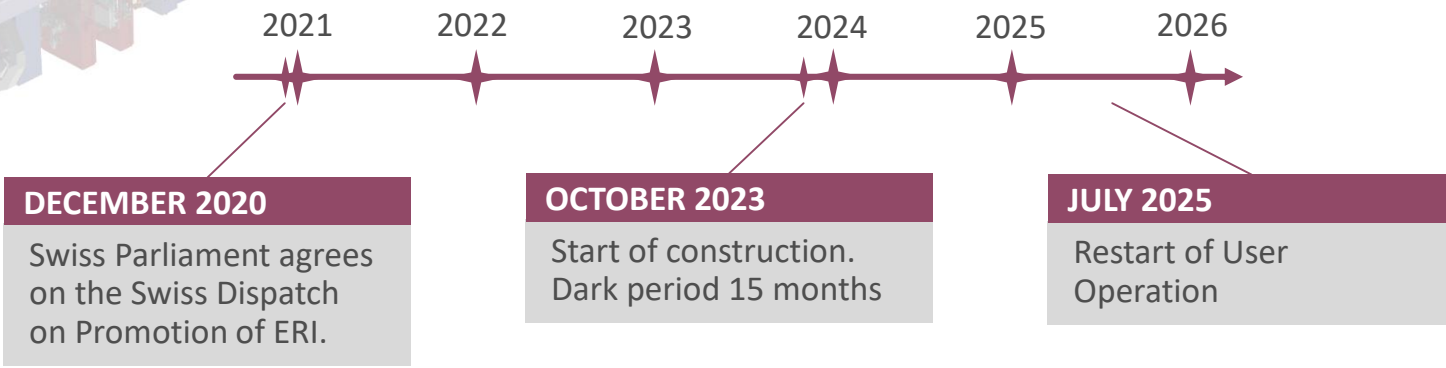 2021 2022 2023 2024 2025 2026
DECEMBER 2020
Swiss Parliament agrees
on the Swiss Dispatch
on Promotion of ERI.
OCTOBER 2023
Start of construction.
Dark period 15 months
JULY 2025
Restart of User
Operation